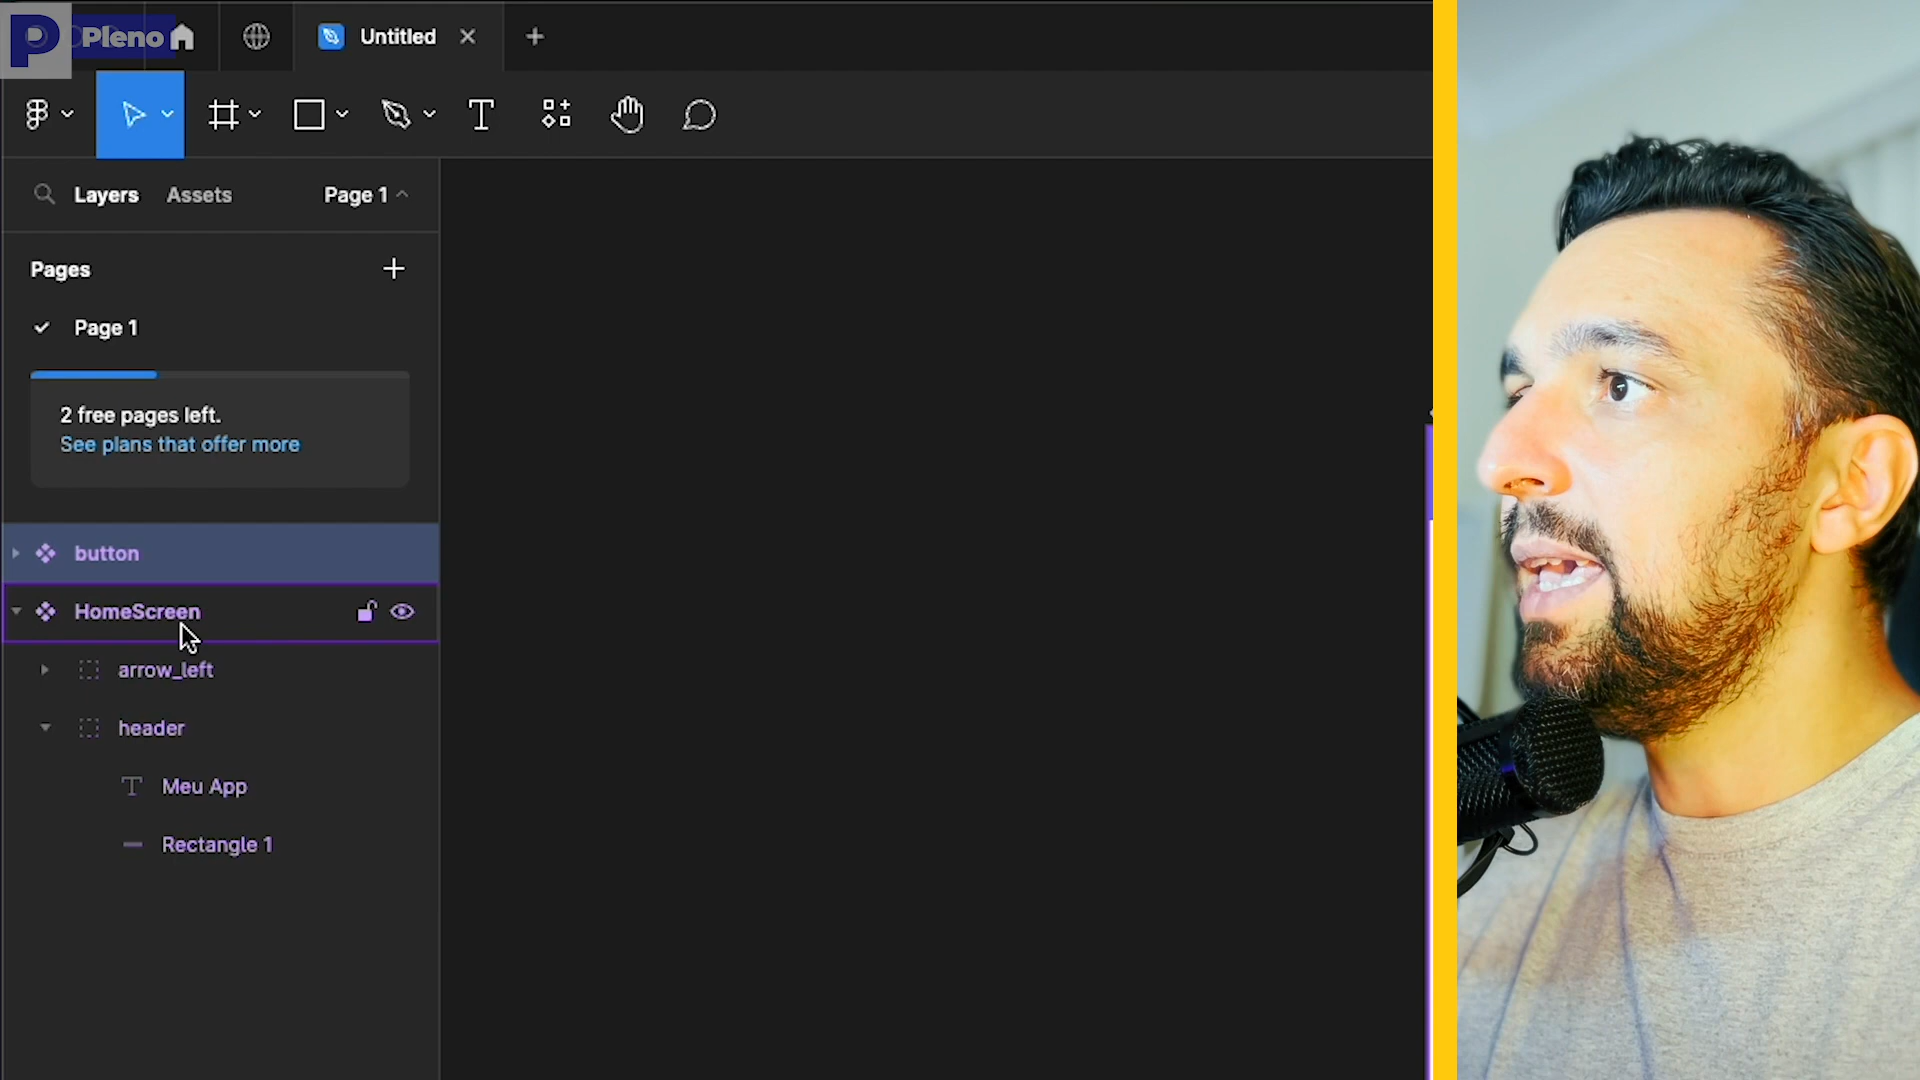 Pleno
Untitled
Layers Assets Page 1
Pages
Page 1
2 free pages left.
See plans that offer more
button
HomeScreen
arrow_left
header
Meu App
Rectangle 1